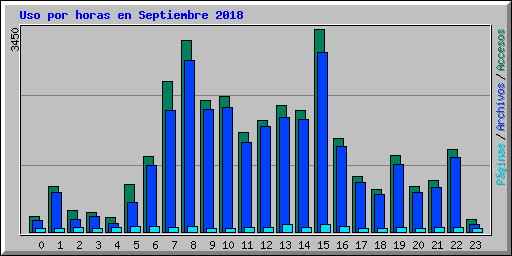 Uso por horas en Septiembre 2018
3450
Páginas / Archivos / Accesos
0 1 2 3 4 5 6 7 8 9 10 11 12 13 14 15 16 17 18 19 20 21 22 23